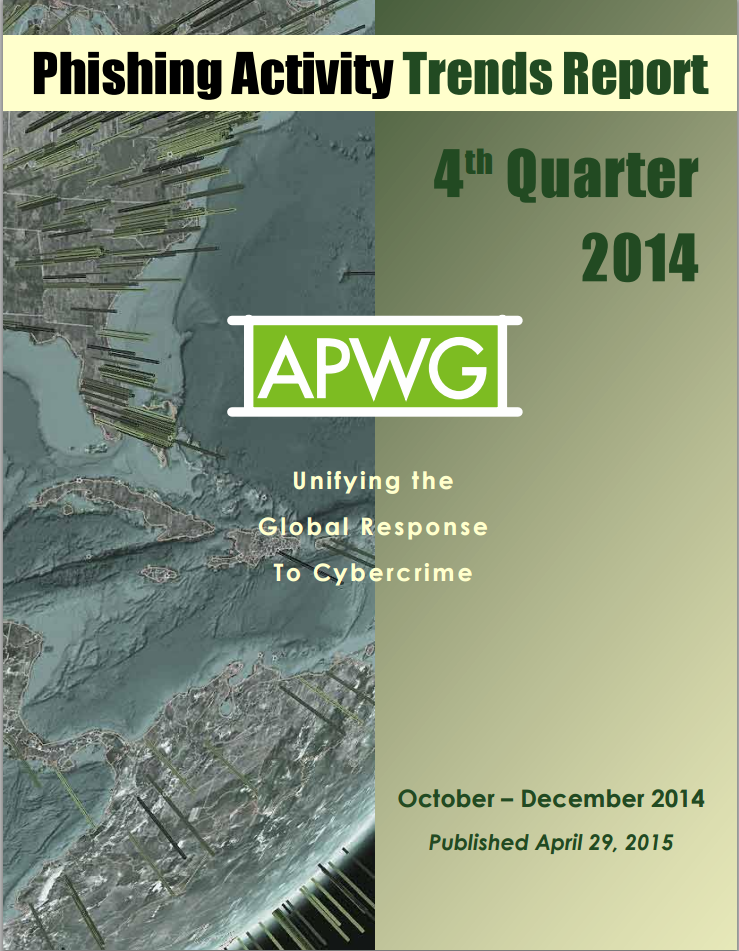 Phishing Activity Trends Report
4th Quarter
2014
APWG
Unifying the
Global Response
To Cybercrime
October – December 2014
Published April 29, 2015